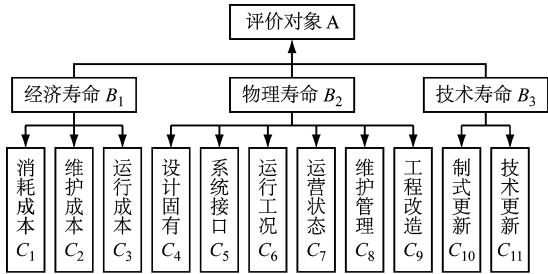 评价对象 A
经济寿命 B₁
物理寿命 B₂
技术寿命 B₃
消耗成本 C₁
维护成本 C₂
运行成本 C₃
设计固有 C₄
系统接口 C₅
运行工况 C₆
运营状态 C₇
维护管理 C₈
工程改造 C₉
制式更新 C₁₀
技术更新 C₁₁